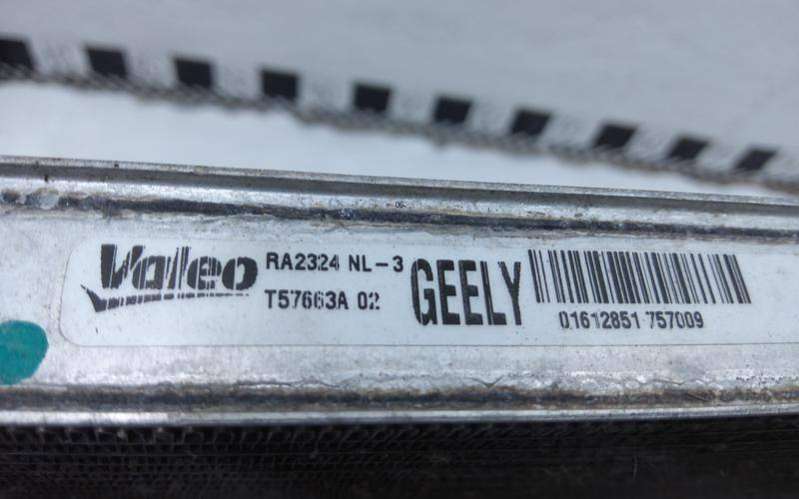 Valeo
RA2324 NL-3
T57663A 02
GEELY
01612851 757009